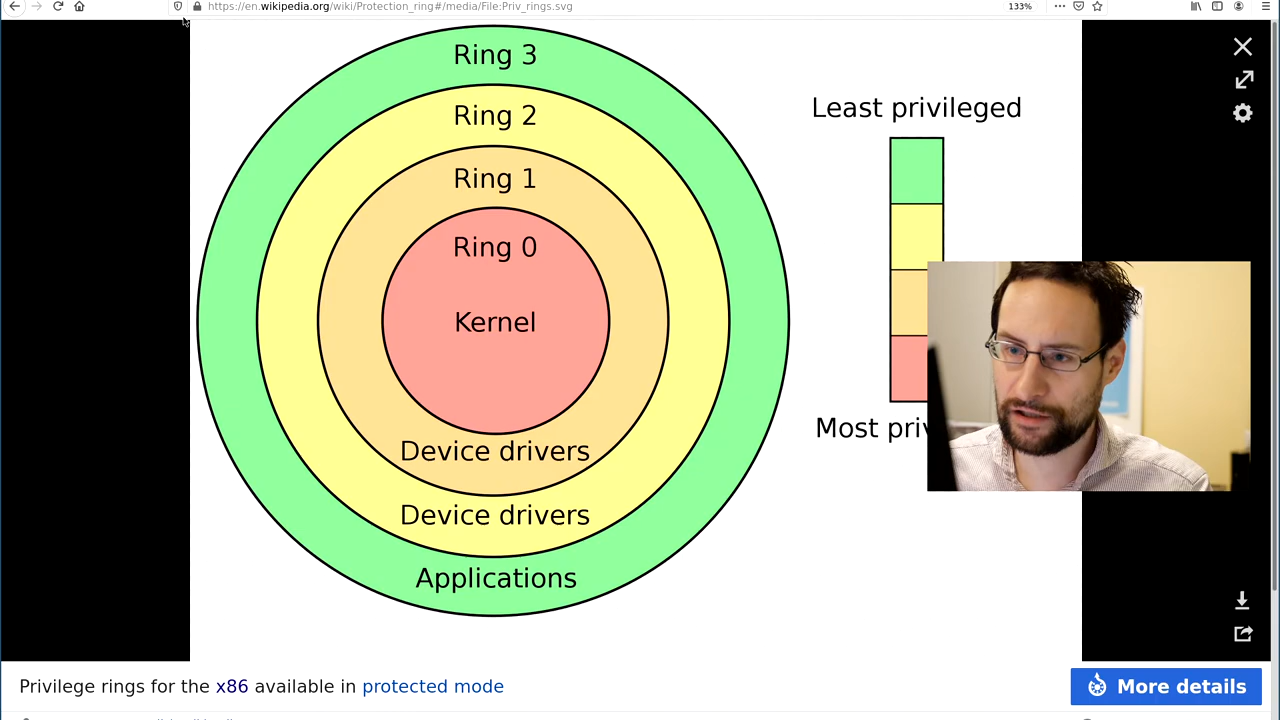 https://en.wikipedia.org/wiki/Protection_ring#/media/File:Priv_rings.svg
133%
Ring 3
Ring 2
Ring 1
Ring 0
Kernel
Device drivers
Device drivers
Applications
Least privileged
Most priv
Privilege rings for the x86 available in protected mode
More details